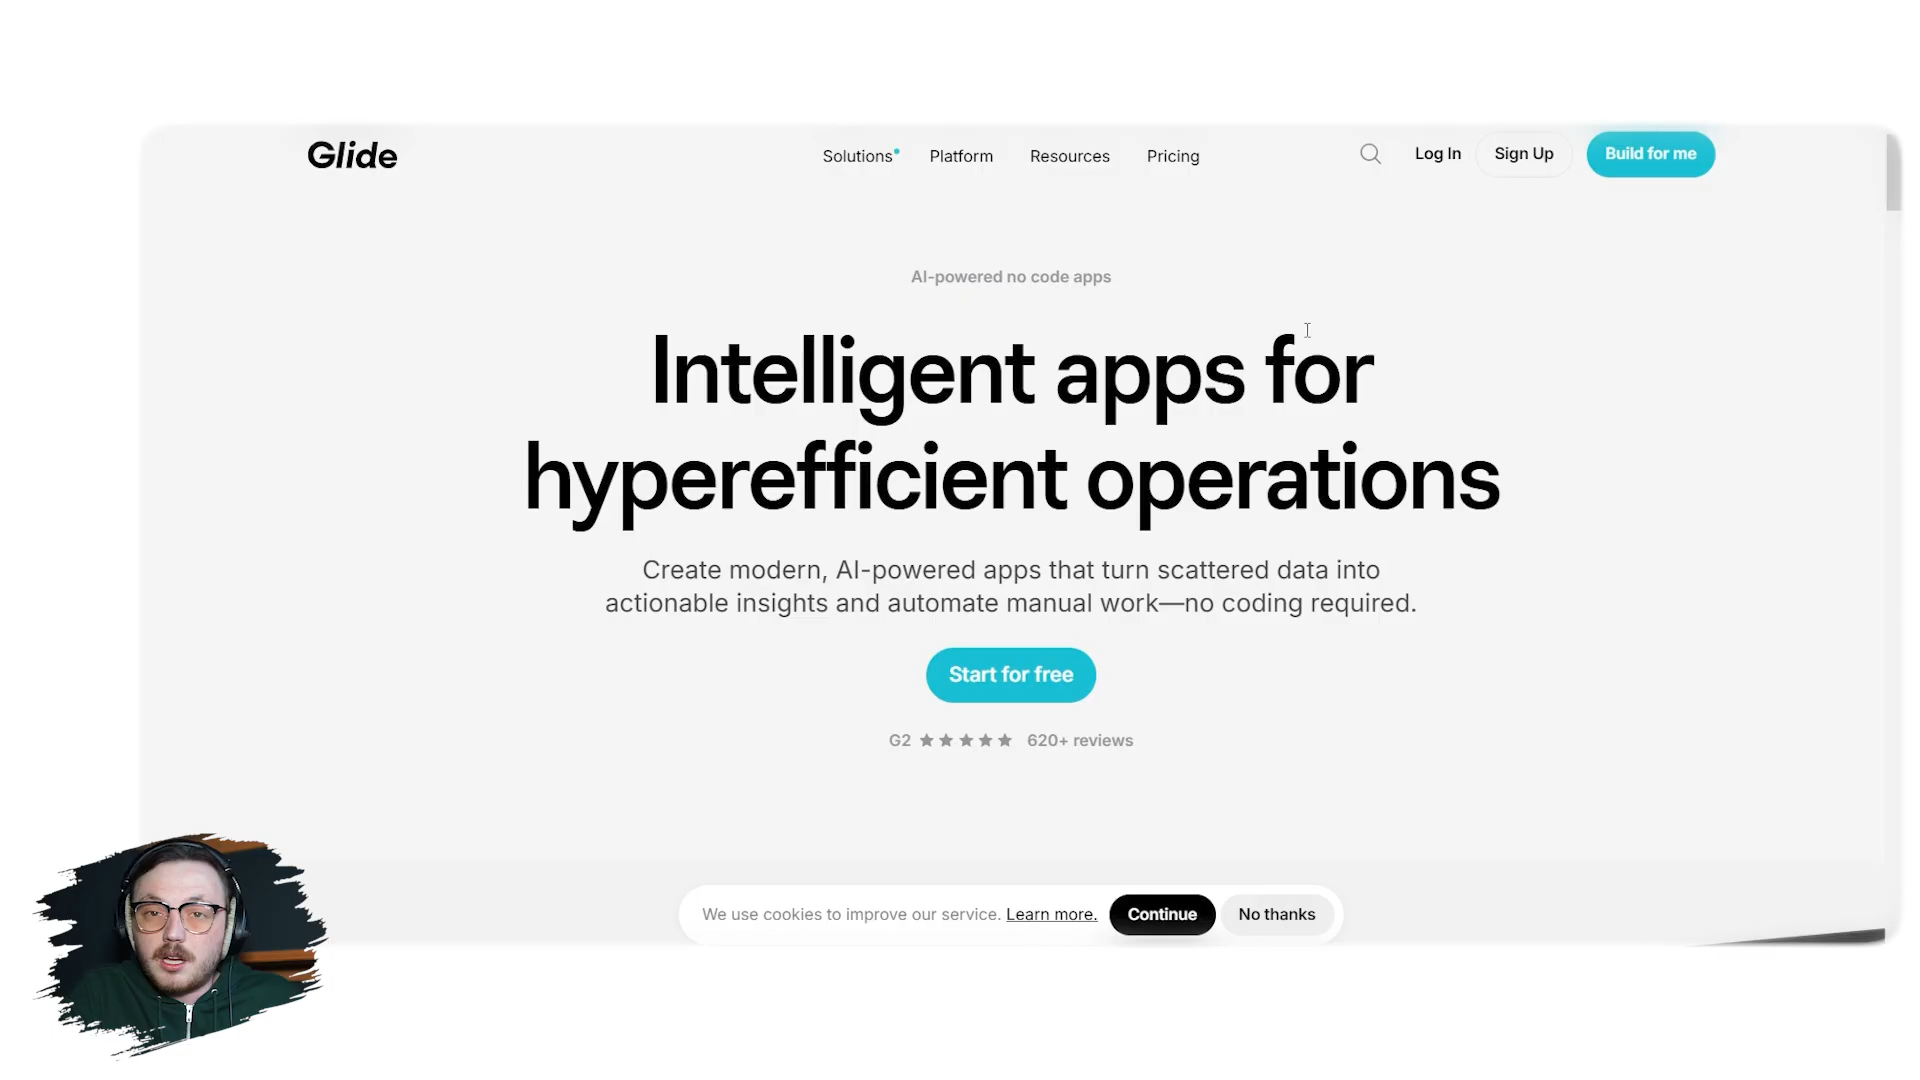 Glide
Solutions Platform Resources Pricing
Log In Sign Up Build for me
AI-powered no code apps
Intelligent apps for
hyperefficient operations
Create modern, AI-powered apps that turn scattered data into
actionable insights and automate manual work—no coding required.
Start for free
G2 ★★★★★ 620+ reviews
We use cookies to improve our service. Learn more. Continue No thanks